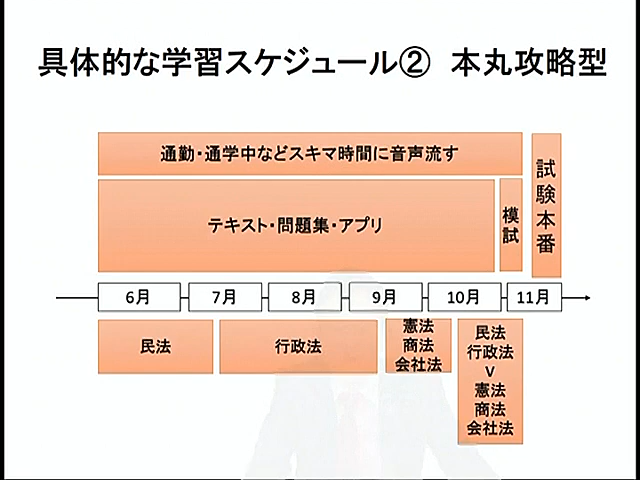 具体的な学習スケジュール② 本丸攻略型
通勤・通学中などスキマ時間に音声流す
テキスト・問題集・アプリ
模試
試験本番
6月
7月
8月
9月
10月
11月
民法
行政法
憲法
商法
会社法
民法
行政法
∨
憲法
商法
会社法